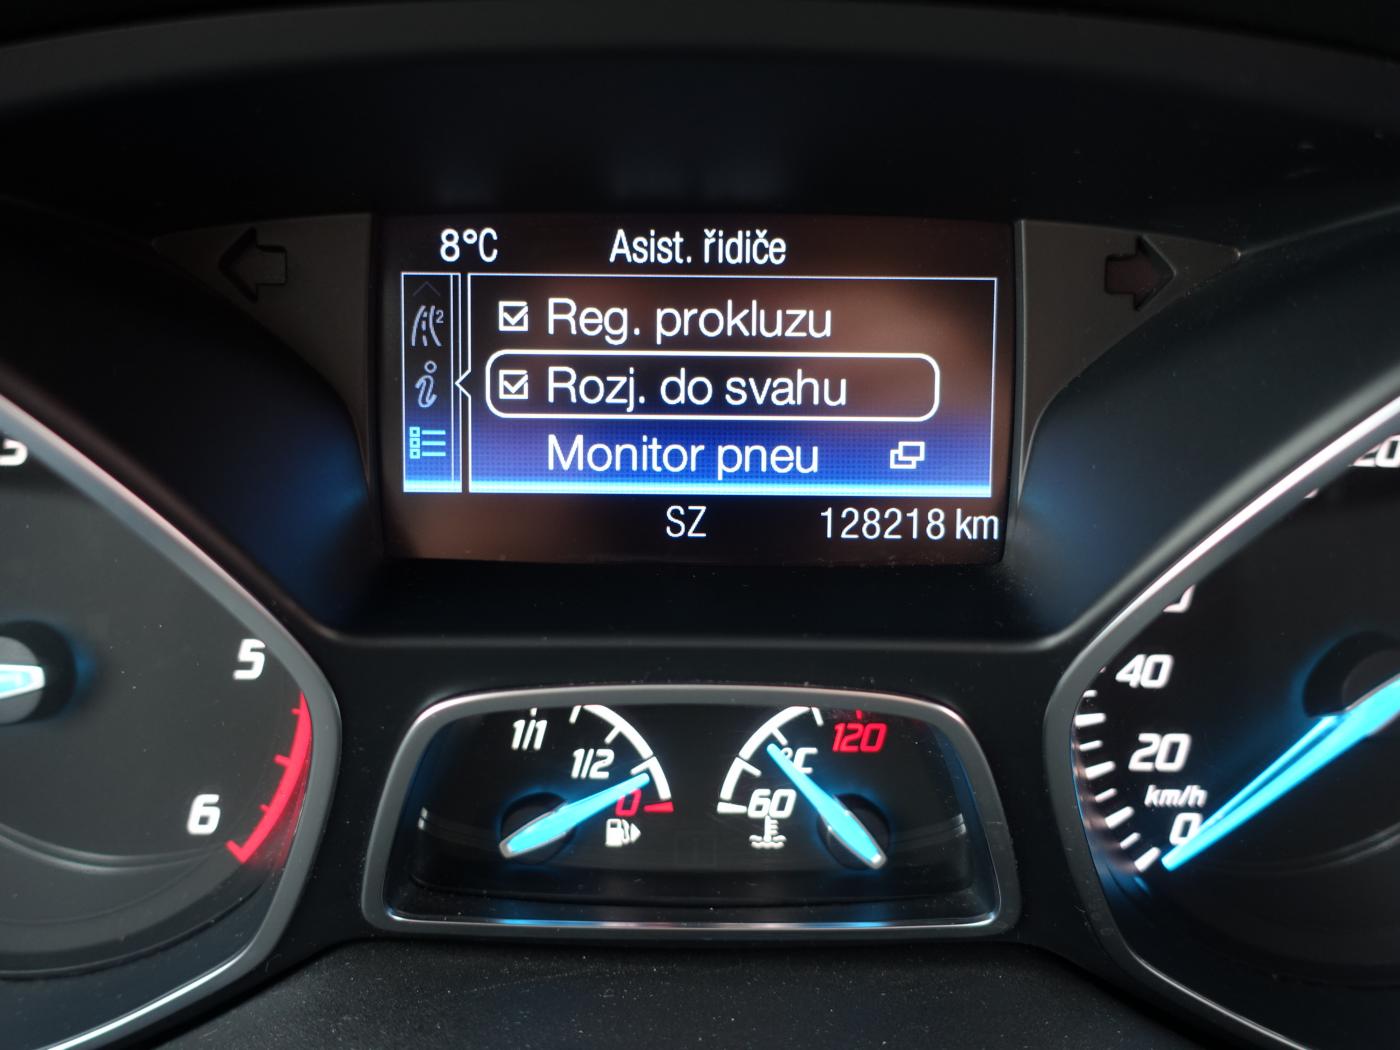 8°C Asist. řidiče
Reg. prokluzu
2
Rozj. do svahu
i
Monitor pneu
SZ 128218 km
5
6
1/1
1/2
0
120
°C
60
40
20
km/h
0